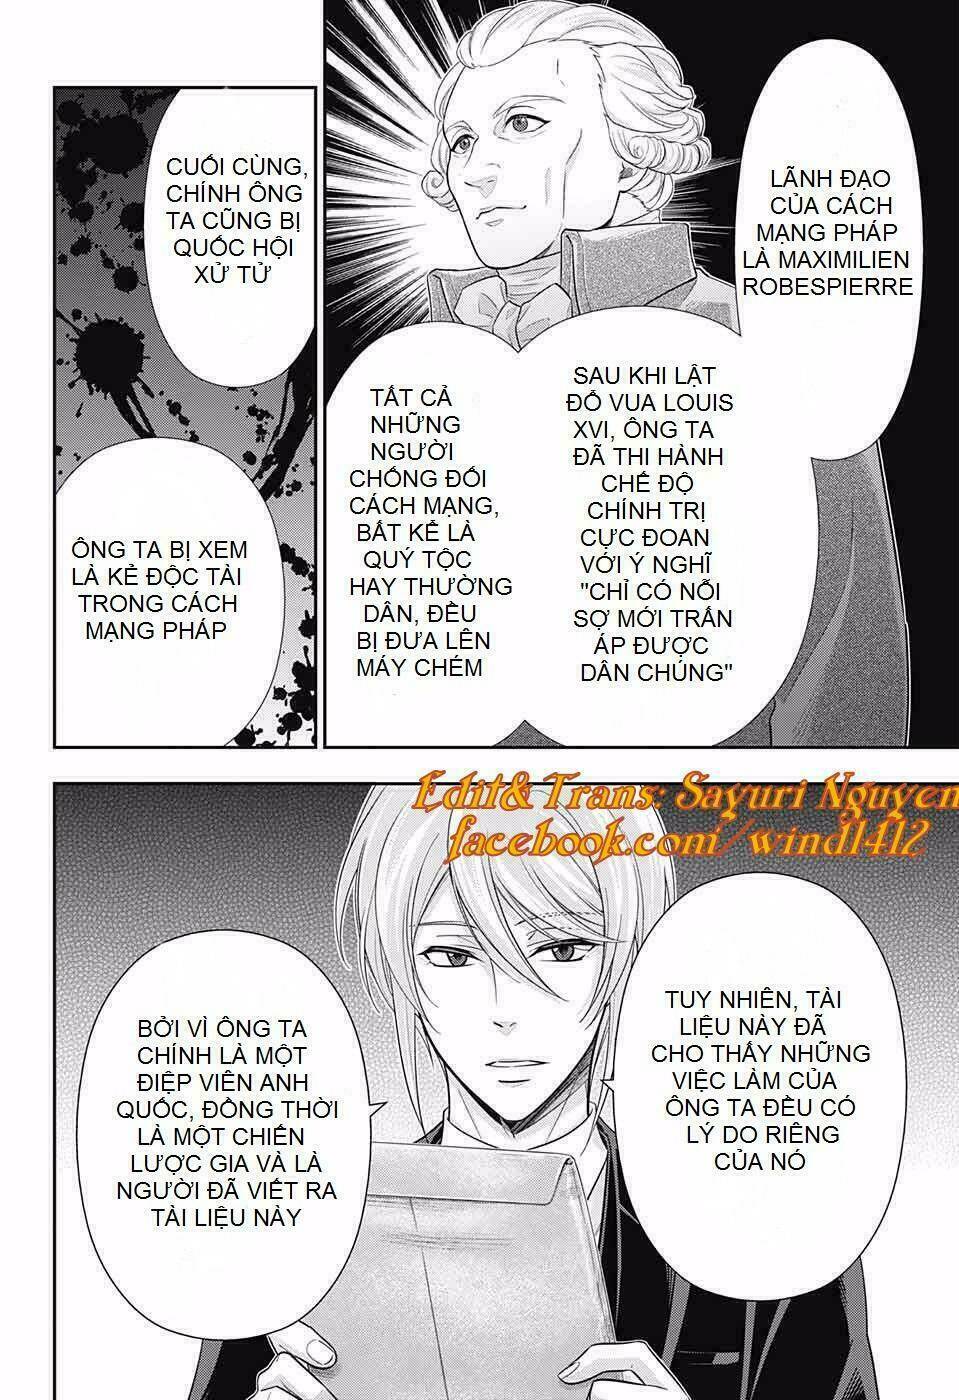 LÃNH ĐẠO
CỦA CÁCH
MẠNG PHÁP
LÀ MAXIMILIEN
ROBESPIERRE
SAU KHI LẬT
ĐỔ VUA LOUIS
XVI, ÔNG TA
ĐÃ THI HÀNH
CHẾ ĐỘ
CHÍNH TRỊ
CỰC ĐOAN
VỚI Ý NGHĨ
"CHỈ CÓ NỖI
SỢ MỚI TRẤN
ÁP ĐƯỢC
DÂN CHÚNG"
TẤT CẢ
NHỮNG
NGƯỜI
CHỐNG ĐỐI
CÁCH MẠNG,
BẤT KỂ LÀ
QUÝ TỘC
HAY THƯỜNG
DÂN, ĐỀU
BỊ ĐƯA LÊN
MÁY CHÉM
CUỐI CÙNG,
CHÍNH ÔNG
TA CŨNG BỊ
QUỐC HỘI
XỬ TỬ
ÔNG TA BỊ XEM
LÀ KẺ ĐỘC TÀI
TRONG CÁCH
MẠNG PHÁP
Edit& Trans: Sayuri Nguyen
facebook.com/wind1412
TUY NHIÊN, TÀI
LIỆU NÀY ĐÃ
CHO THẤY NHỮNG
VIỆC LÀM CỦA
ÔNG TA ĐỀU CÓ
LÝ DO RIÊNG
CỦA NÓ
BỞI VÌ ÔNG TA
CHÍNH LÀ MỘT
ĐIỆP VIÊN ANH
QUỐC, ĐỒNG THỜI
LÀ MỘT CHIẾN
LƯỢC GIA VÀ LÀ
NGƯỜI ĐÃ VIẾT RA
TÀI LIỆU NÀY